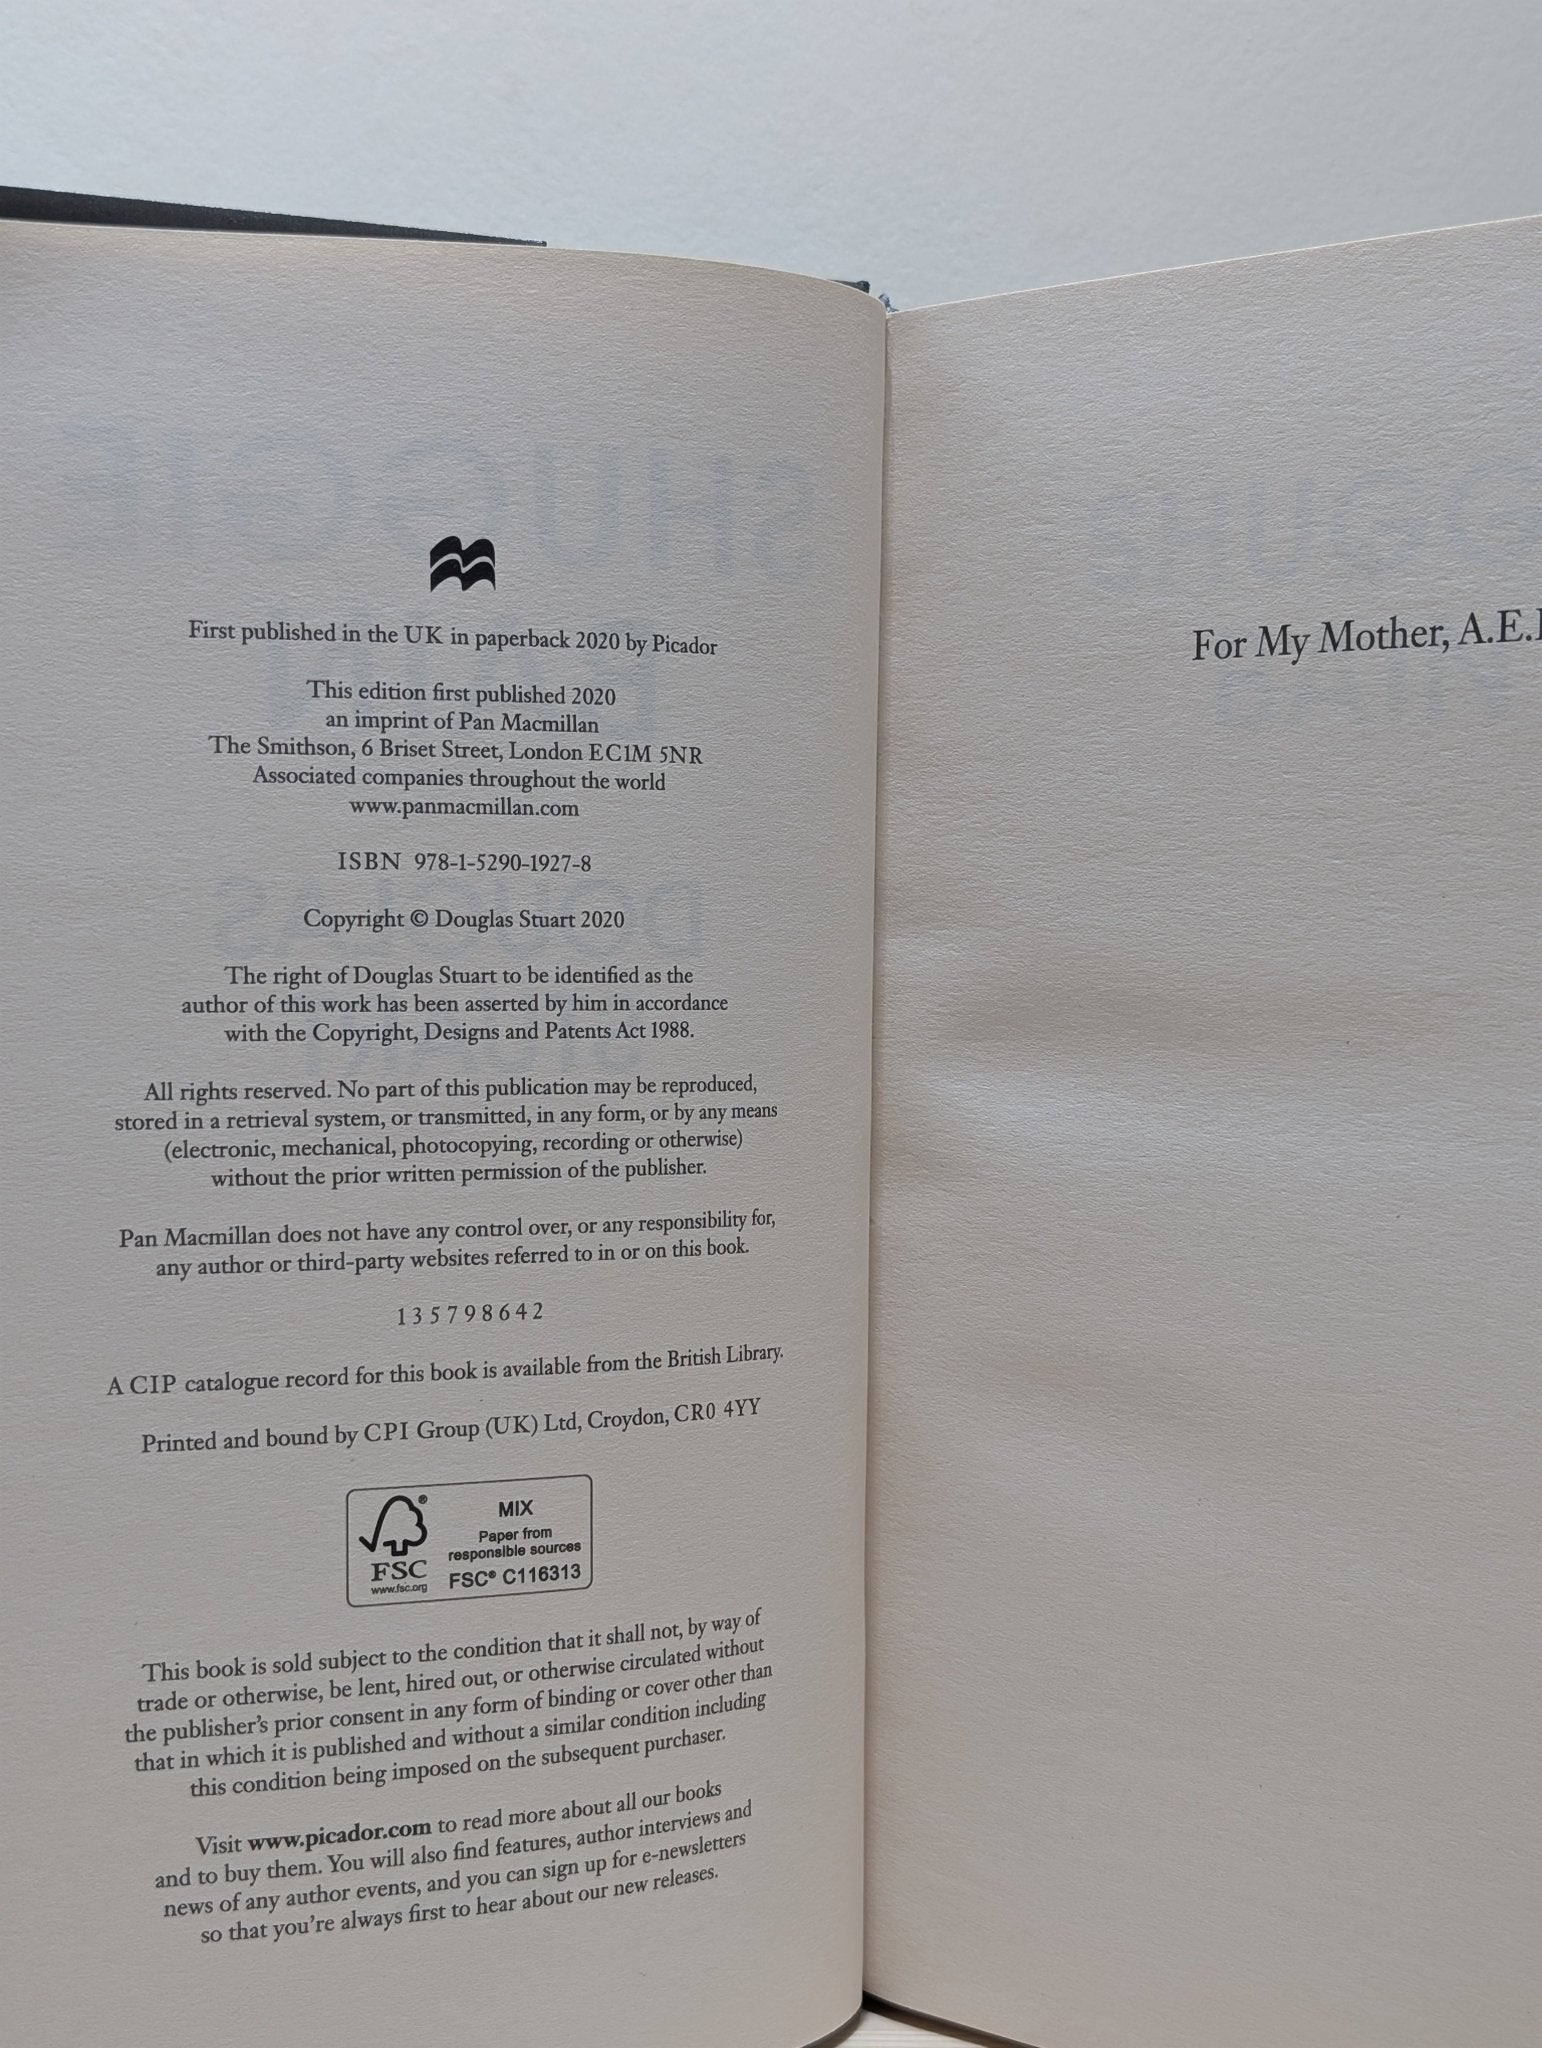 First published in the UK in paperback 2020 by Picador
This edition first published 2020
an imprint of Pan Macmillan
The Smithson, 6 Briset Street, London EC1M 5NR
Associated companies throughout the world
www.panmacmillan.com
ISBN 978-1-5290-1927-8
Copyright © Douglas Stuart 2020
The right of Douglas Stuart to be identified as the
author of this work has been asserted by him in accordance
with the Copyright, Designs and Patents Act 1988.
All rights reserved. No part of this publication may be reproduced,
stored in a retrieval system, or transmitted, in any form, or by any means
(electronic, mechanical, photocopying, recording or otherwise)
without the prior written permission of the publisher.
Pan Macmillan does not have any control over, or any responsibility for,
any author or third-party websites referred to in or on this book.
1 3 5 7 9 8 6 4 2
A CIP catalogue record for this book is available from the British Library.
Printed and bound by CPI Group (UK) Ltd, Croydon, CR0 4YY
MIX
Paper from
responsible sources
FSC® C116313
FSC
www.fsc.org
This book is sold subject to the condition that it shall not, by way of
trade or otherwise, be lent, hired out, or otherwise circulated without
the publisher's prior consent in any form of binding or cover other than
that in which it is published and without a similar condition including
this condition being imposed on the subsequent purchaser.
Visit www.picador.com to read more about all our books
and to buy them. You will also find features, author interviews and
news of any author events, and you can sign up for e-newsletters
so that you're always first to hear about our new releases.
For My Mother, A.E.